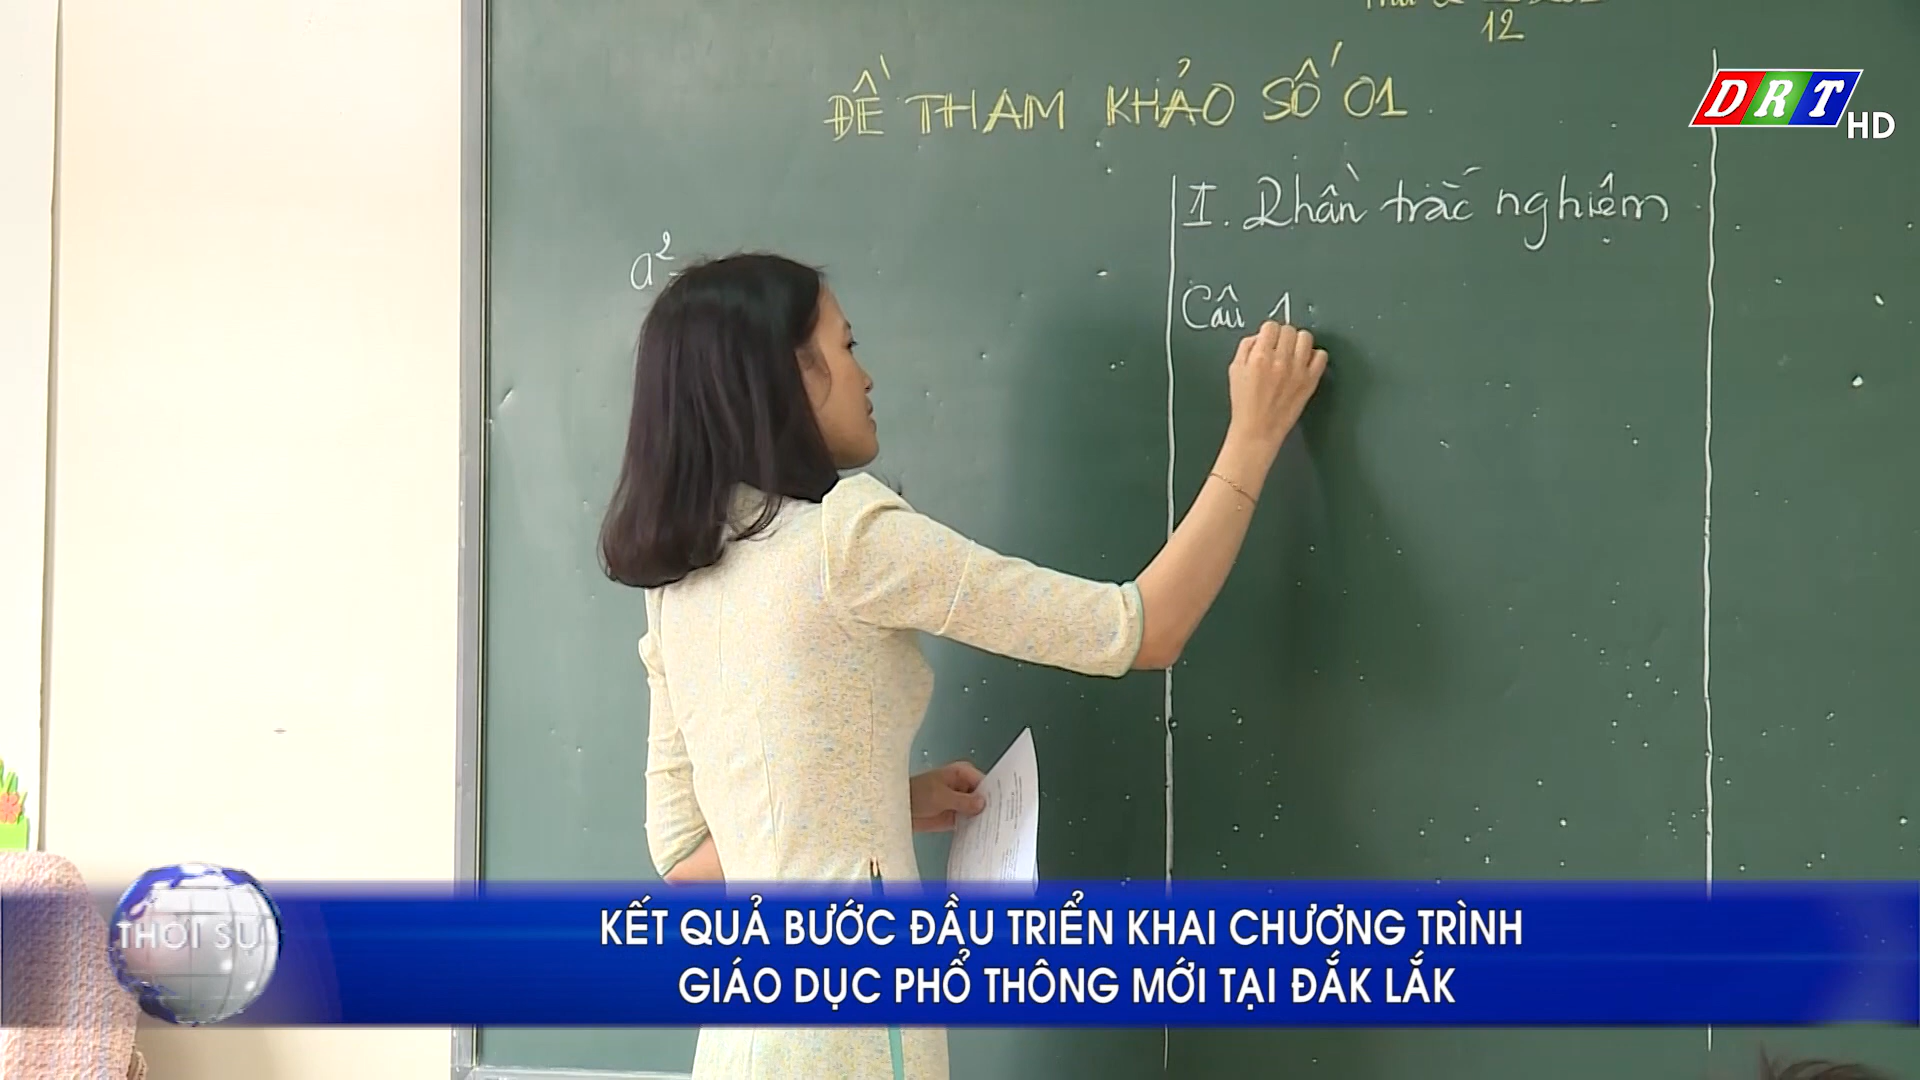 12
ĐỀ THAM KHẢO SỐ 01
DRT HD
I. Phần trắc nghiệm
a²
Câu 1
THỜI SỰ
KẾT QUẢ BƯỚC ĐẦU TRIỂN KHAI CHƯƠNG TRÌNH
GIÁO DỤC PHỔ THÔNG MỚI TẠI ĐẮK LẮK